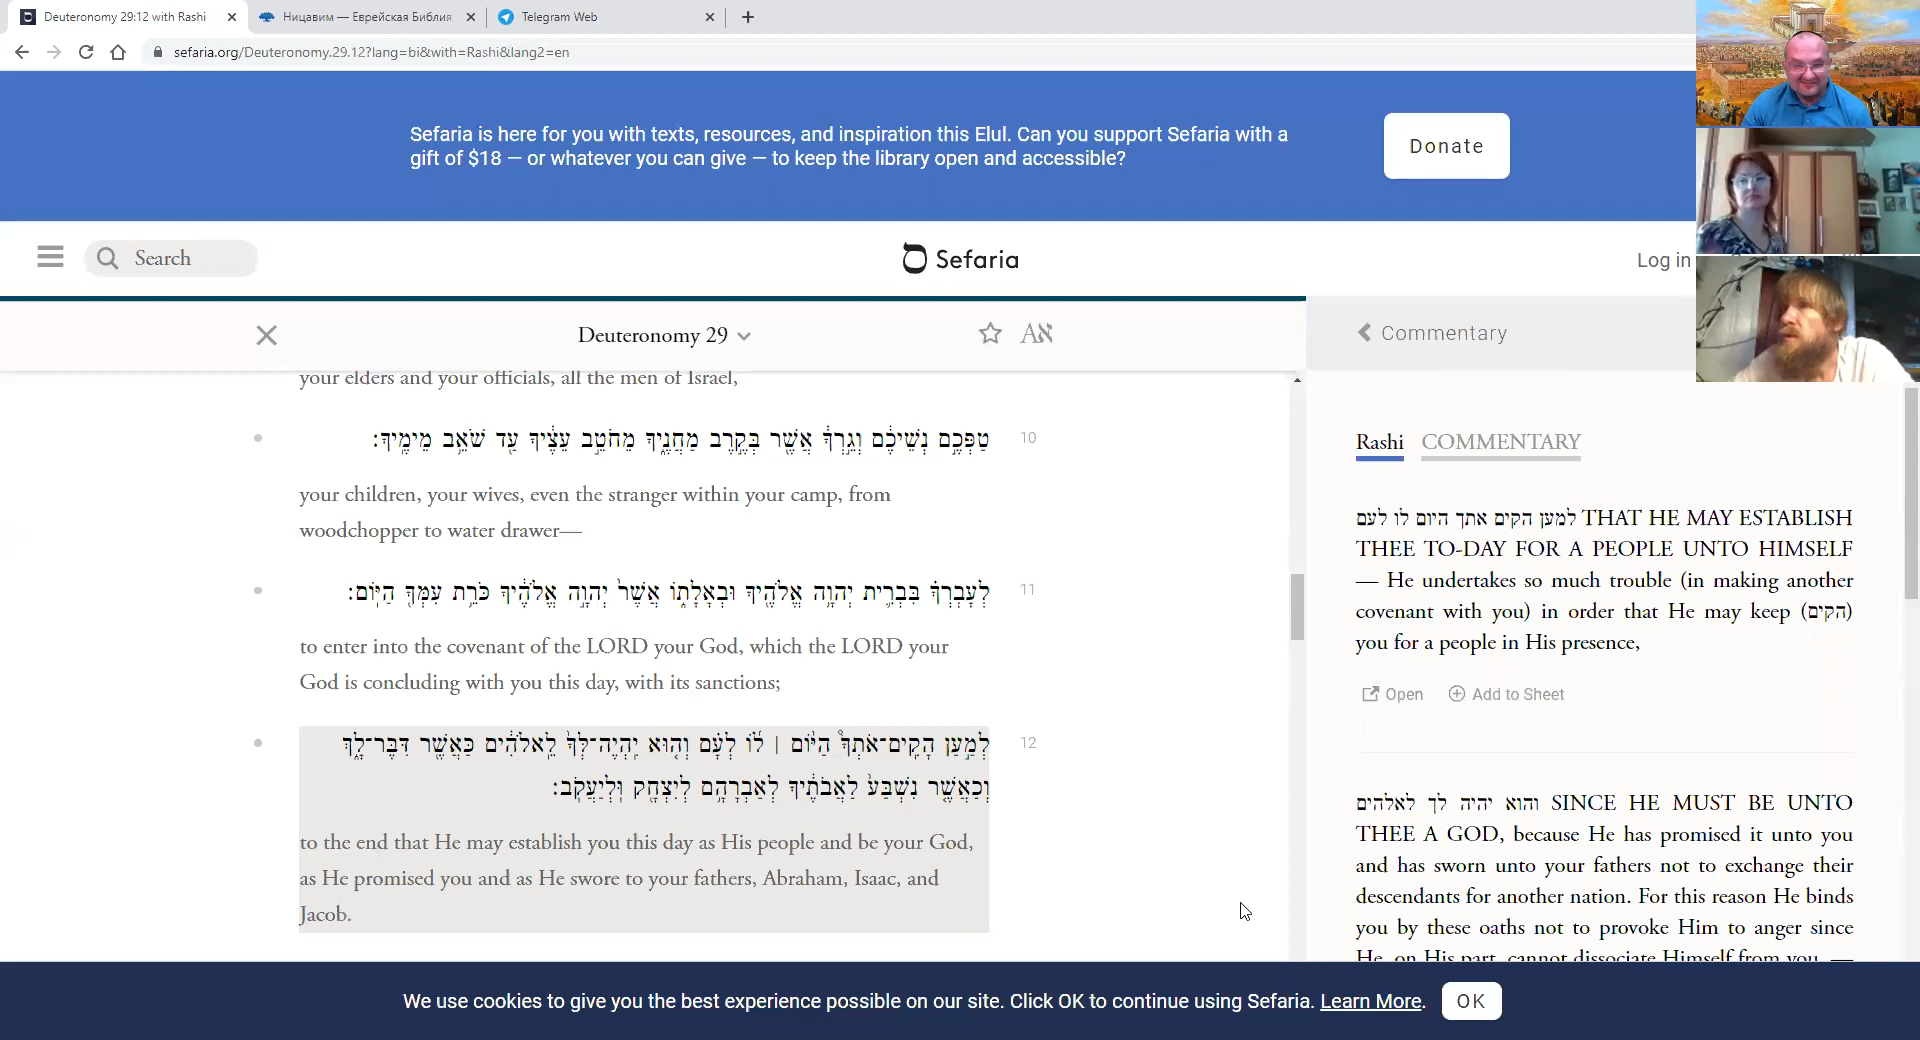 Deuteronomy 29:12 with Rashi
Ницавим — Еврейская Библия
Telegram Web
sefaria.org/Deuteronomy.29.12?lang=bi&with=Rashi&lang2=en
Sefaria is here for you with texts, resources, and inspiration this Elul. Can you support Sefaria with a
gift of $18 — or whatever you can give — to keep the library open and accessible?
Donate
Search
Sefaria
Log in
Deuteronomy 29
Aא
Commentary
your elders and your officials, all the men of Israel,
טַפְּכֶ֣ם נְשֵׁיכֶ֔ם וְגֵ֣רְךָ֔ אֲשֶׁ֖ר בְּקֶ֣רֶב מַחֲנֶ֑יךָ מֵחֹטֵ֣ב עֵצֶ֔יךָ עַ֖ד שֹׁאֵ֥ב מֵימֶֽיךָ׃
10
your children, your wives, even the stranger within your camp, from
woodchopper to water drawer—
לְעׇבְרְךָ֗ בִּבְרִ֛ית יְהוָ֥ה אֱלֹהֶ֖יךָ וּבְאָלָת֑וֹ אֲשֶׁר֙ יְהוָ֣ה אֱלֹהֶ֔יךָ כֹּרֵ֥ת עִמְּךָ֖ הַיּֽוֹם׃
11
to enter into the covenant of the LORD your God, which the LORD your
God is concluding with you this day, with its sanctions;
לְמַ֣עַן הָקִֽים־אֹתְךָ֩ הַיּ֨וֹם ׀ ל֜וֹ לְעָ֗ם וְה֤וּא יִֽהְיֶה־לְּךָ֙ לֵֽאלֹהִ֔ים כַּאֲשֶׁ֖ר דִּבֶּר־לָ֑ךְ
12
וְכַאֲשֶׁ֤ר נִשְׁבַּע֙ לַאֲבֹתֶ֔יךָ לְאַבְרָהָ֥ם לְיִצְחָ֖ק וּֽלְיַעֲקֹֽב׃
to the end that He may establish you this day as His people and be your God,
as He promised you and as He swore to your fathers, Abraham, Isaac, and
Jacob.
Rashi COMMENTARY
למען הקים אתך היום לו לעם THAT HE MAY ESTABLISH
THEE TO-DAY FOR A PEOPLE UNTO HIMSELF
— He undertakes so much trouble (in making another
covenant with you) in order that He may keep (הקים)
you for a people in His presence,
Open
Add to Sheet
והוא יהיה לך לאלהים SINCE HE MUST BE UNTO
THEE A GOD, because He has promised it unto you
and has sworn unto your fathers not to exchange their
descendants for another nation. For this reason He binds
you by these oaths not to provoke Him to anger since
He, on His part, cannot dissociate Himself from you. —
We use cookies to give you the best experience possible on our site. Click OK to continue using Sefaria. Learn More.
OK